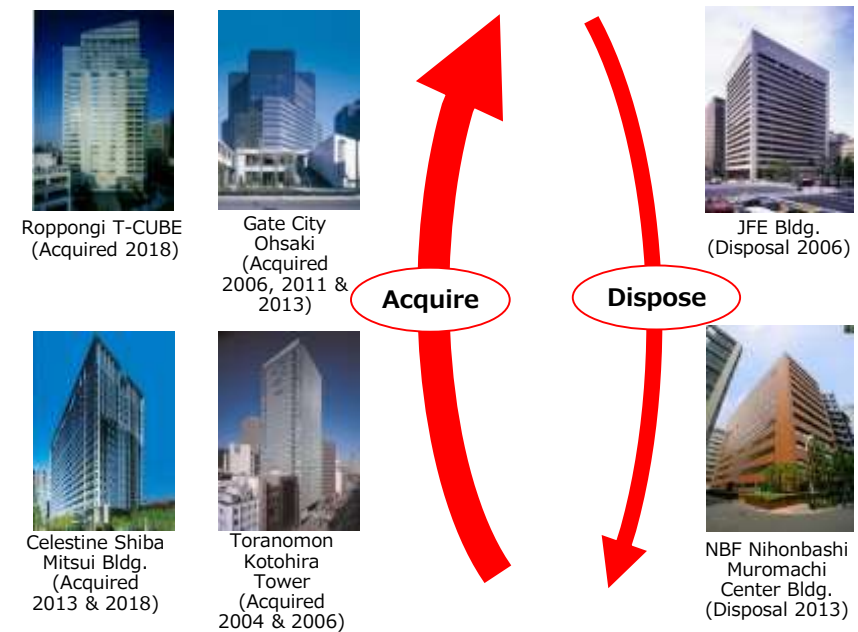 Roppongi T-CUBE
(Acquired 2018)
Gate City
Ohsaki
(Acquired
2006, 2011 &
2013)
Acquire
Dispose
JFE Bldg.
(Disposal 2006)
Celestine Shiba
Mitsui Bldg.
(Acquired
2013 & 2018)
Toranomon
Kotohira
Tower
(Acquired
2004 & 2006)
NBF Nihonbashi
Muromachi
Center Bldg.
(Disposal 2013)